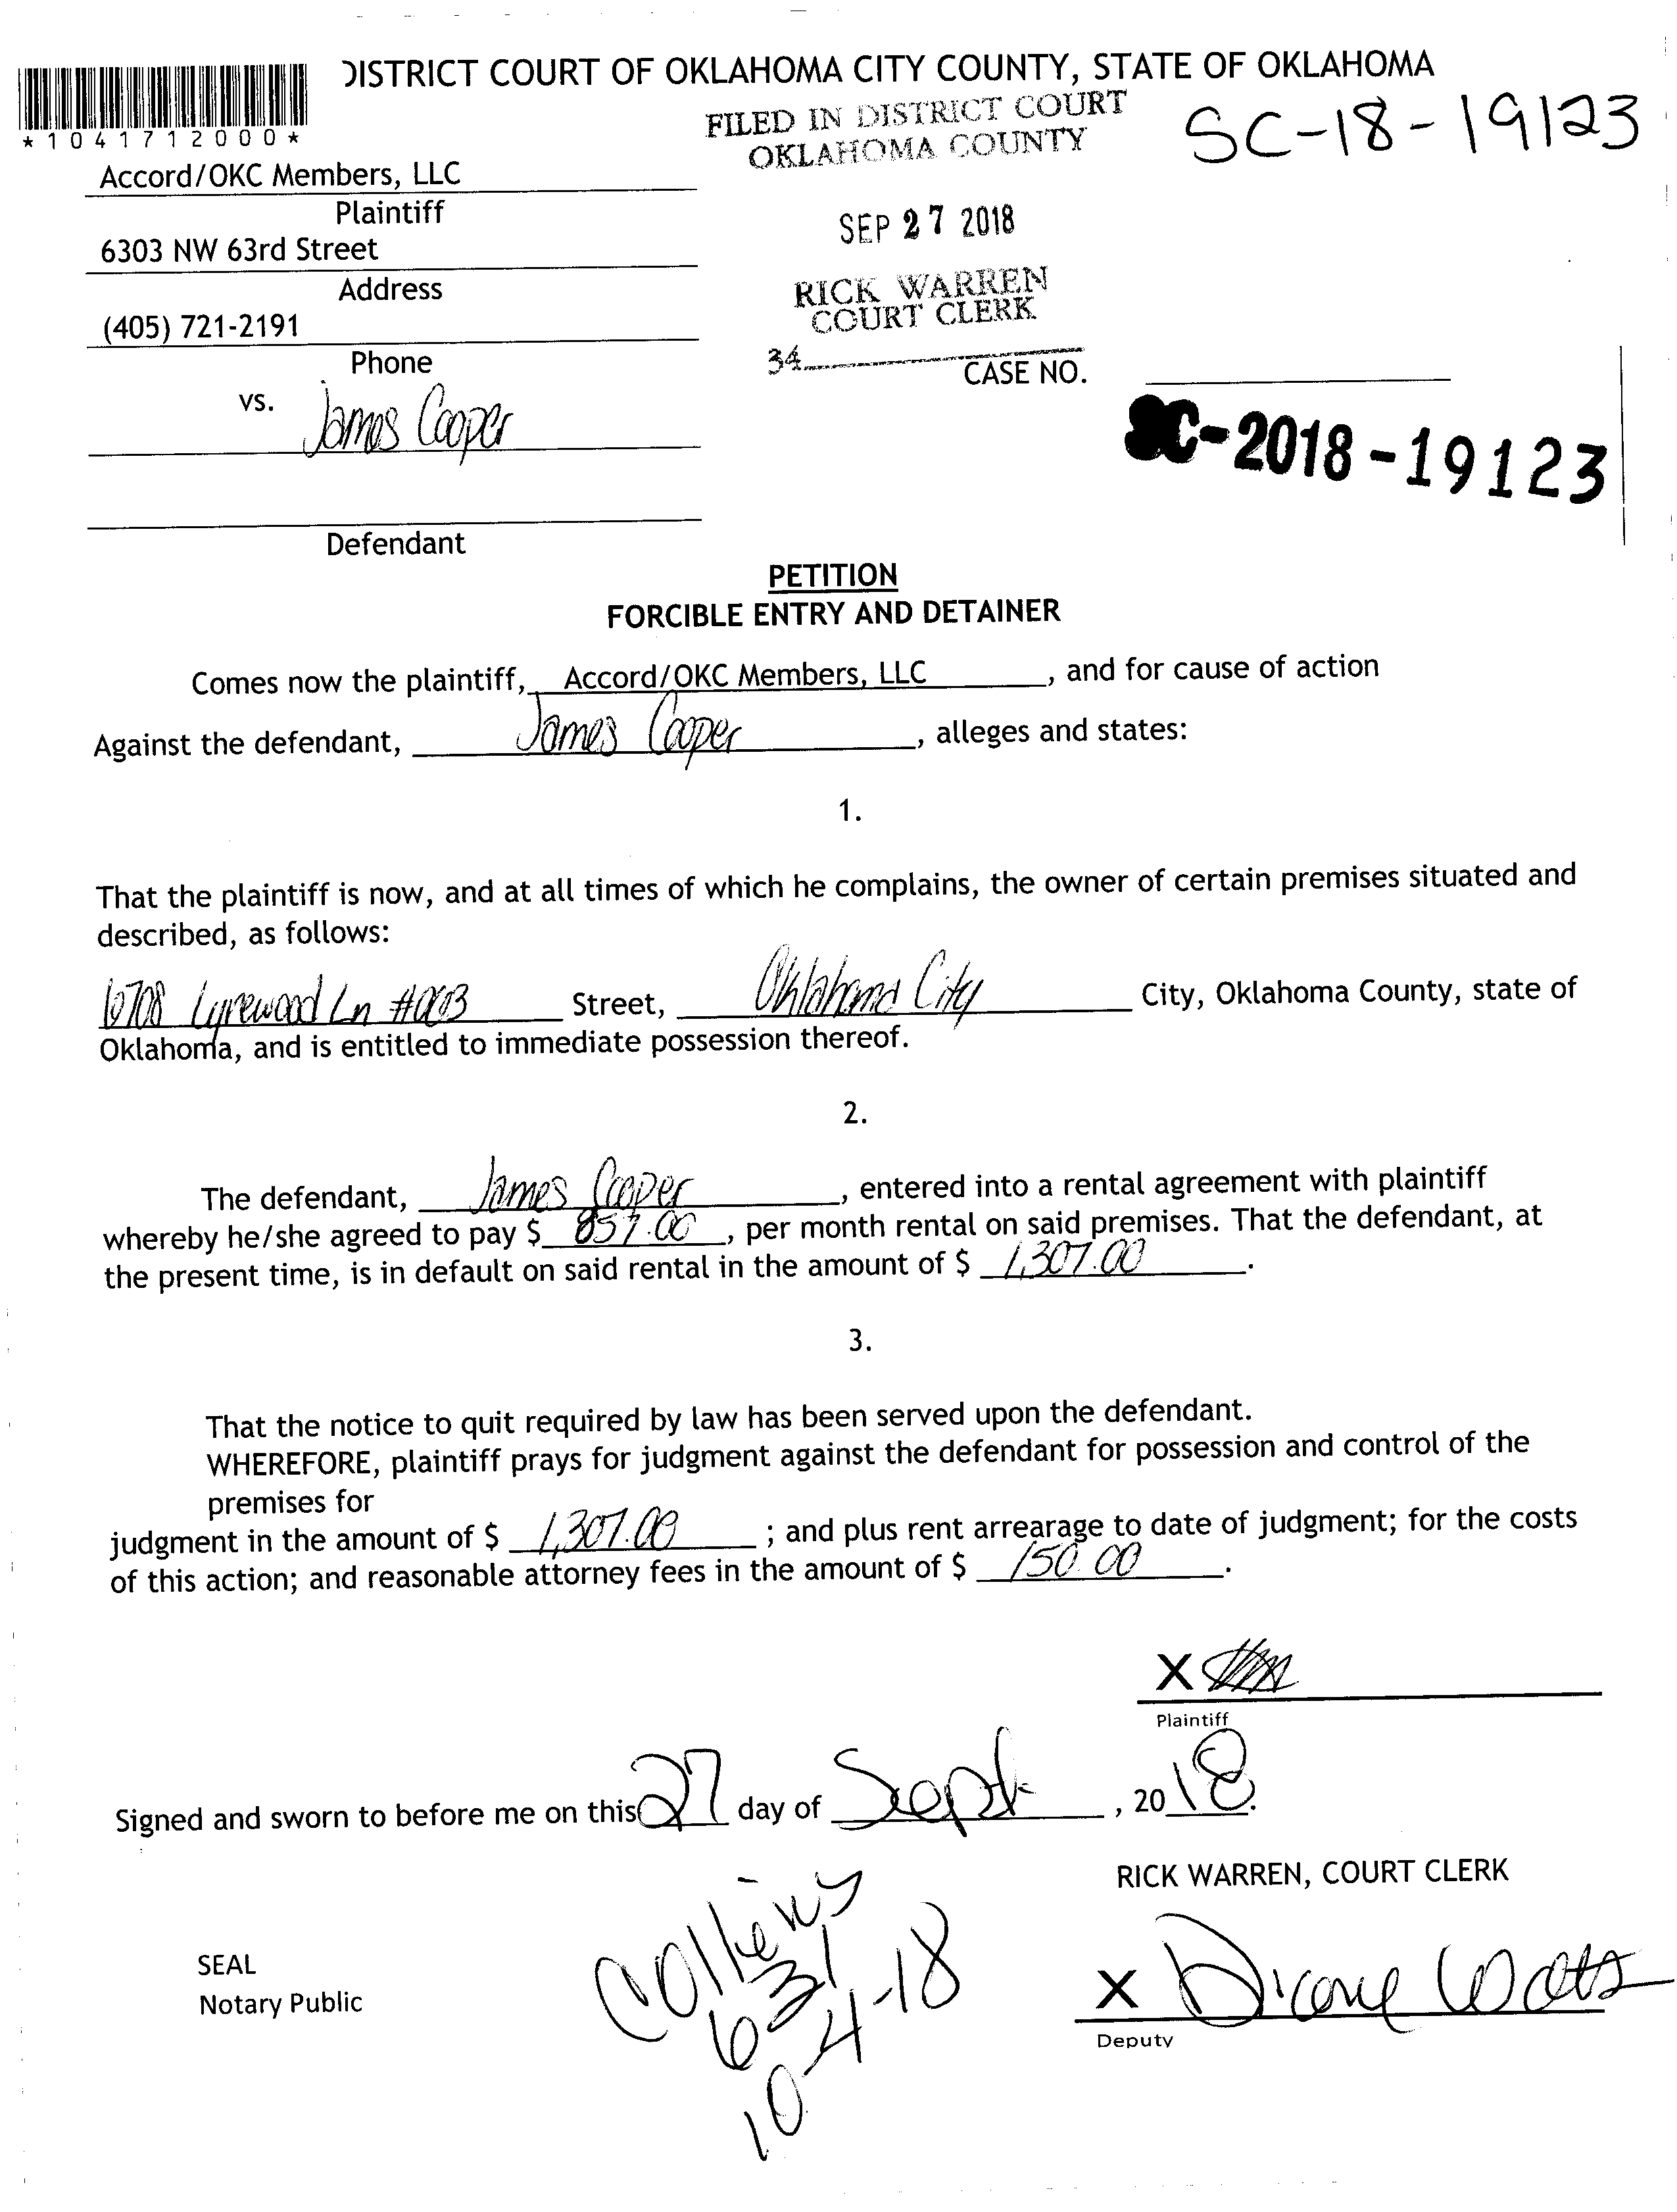 DISTRICT COURT OF OKLAHOMA CITY COUNTY, STATE OF OKLAHOMA
*1041712000*
FILED IN DISTRICT COURT
OKLAHOMA COUNTY
SC-18-19123
Accord/OKC Members, LLC
Plaintiff
SEP 27 2018
6303 NW 63rd Street
Address
RICK WARREN
COURT CLERK
(405) 721-2191
Phone
34
CASE NO.
vs. James Cooper
SC-2018-19123
Defendant
PETITION
FORCIBLE ENTRY AND DETAINER
Comes now the plaintiff, Accord/OKC Members, LLC, and for cause of action
Against the defendant, James Cooper, alleges and states:
1.
That the plaintiff is now, and at all times of which he complains, the owner of certain premises situated and
described, as follows:
6708 Lyrewood Ln #003 Street, Oklahoma City City, Oklahoma County, state of
Oklahoma, and is entitled to immediate possession thereof.
2.
The defendant, James Cooper, entered into a rental agreement with plaintiff
whereby he/she agreed to pay $ 857.00, per month rental on said premises. That the defendant, at
the present time, is in default on said rental in the amount of $ 1,307.00.
3.
That the notice to quit required by law has been served upon the defendant.
WHEREFORE, plaintiff prays for judgment against the defendant for possession and control of the
premises for
judgment in the amount of $ 1,307.00; and plus rent arrearage to date of judgment; for the costs
of this action; and reasonable attorney fees in the amount of $ 150.00.
X
Plaintiff
Signed and sworn to before me on this 27 day of Sept, 2018.
RICK WARREN, COURT CLERK
Collins
631
10-4-18
SEAL
Notary Public
X Diane Watts
Deputy